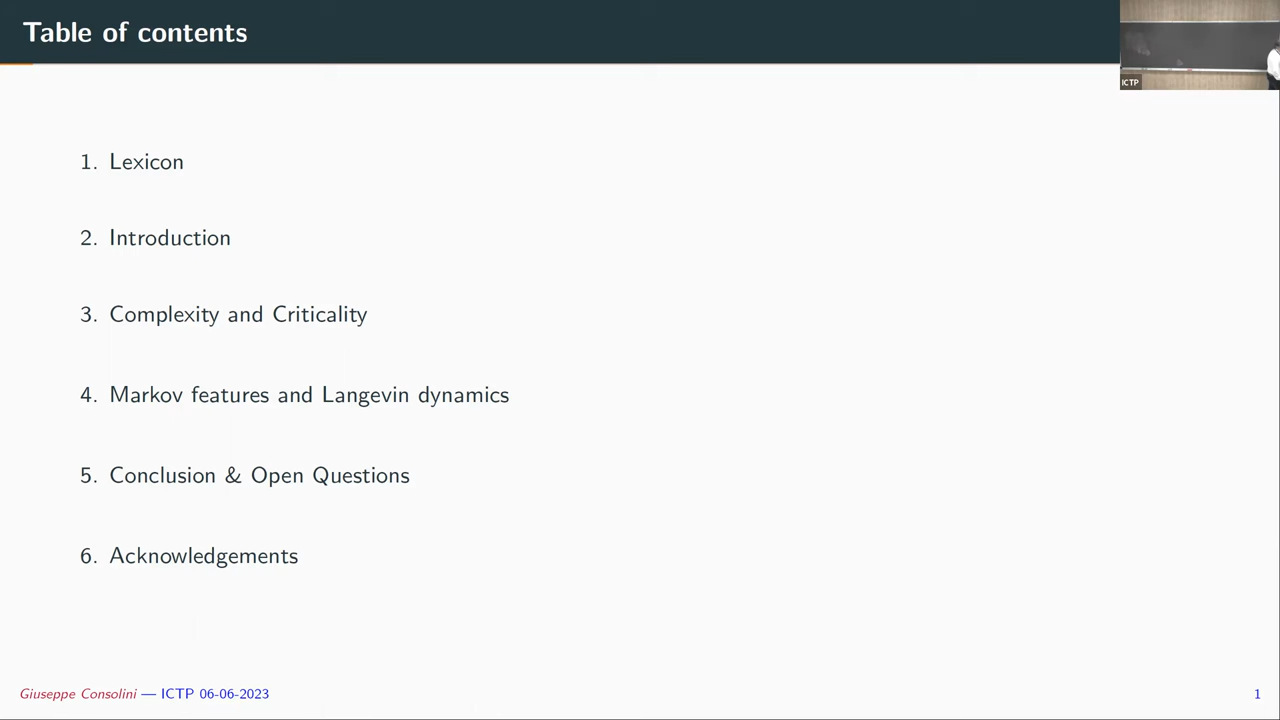 Table of contents
ICTP
1. Lexicon
2. Introduction
3. Complexity and Criticality
4. Markov features and Langevin dynamics
5. Conclusion & Open Questions
6. Acknowledgements
Giuseppe Consolini — ICTP 06-06-2023
1